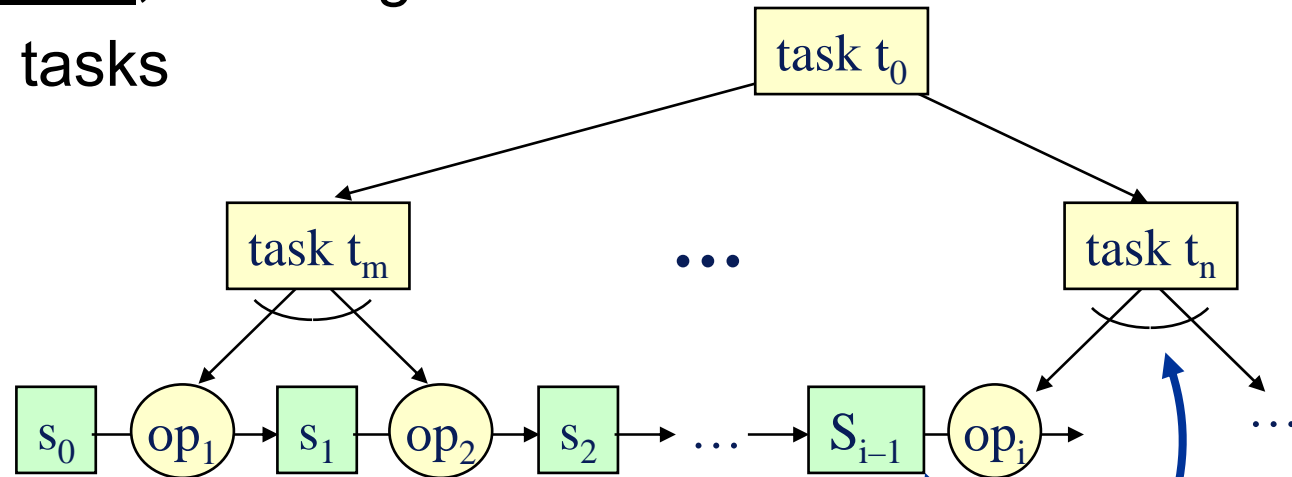 tasks
task t₀
task tₘ ... task tₙ
s₀ op₁ s₁ op₂ s₂ ... Sᵢ₋₁ opᵢ ...